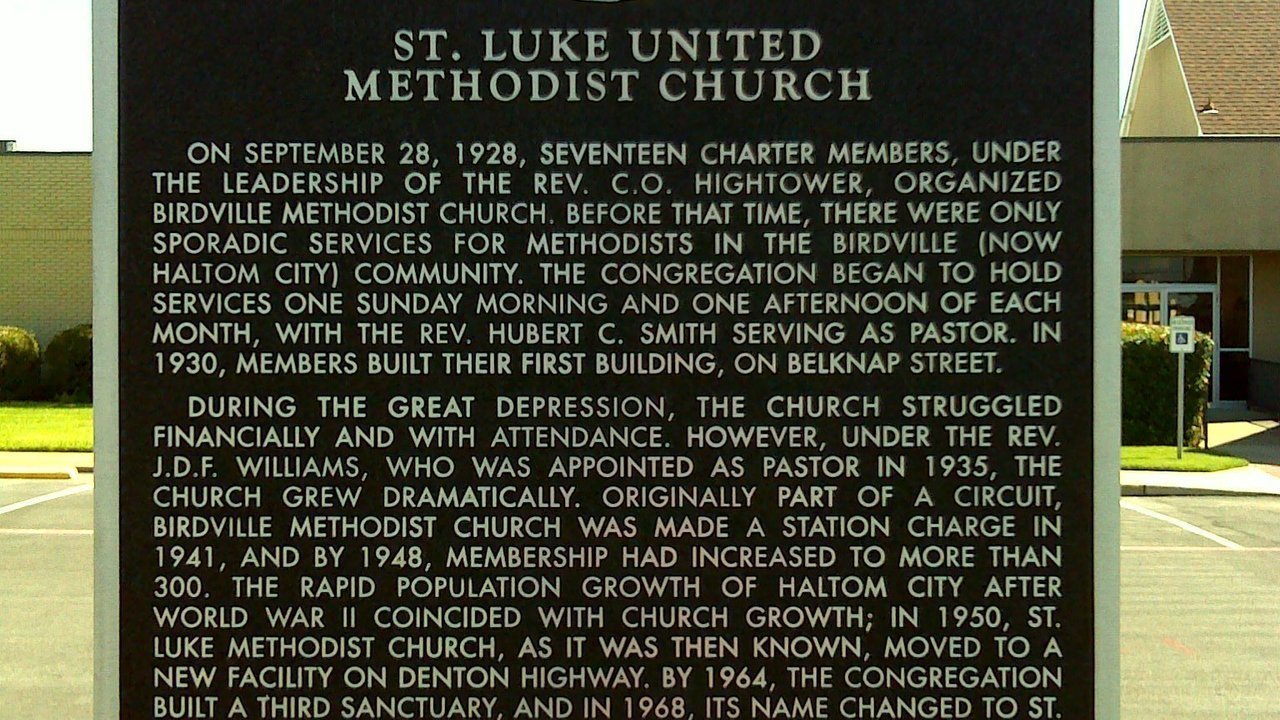 ST. LUKE UNITED
METHODIST CHURCH
ON SEPTEMBER 28, 1928, SEVENTEEN CHARTER MEMBERS, UNDER
THE LEADERSHIP OF THE REV. C.O. HIGHTOWER, ORGANIZED
BIRDVILLE METHODIST CHURCH. BEFORE THAT TIME, THERE WERE ONLY
SPORADIC SERVICES FOR METHODISTS IN THE BIRDVILLE (NOW
HALTOM CITY) COMMUNITY. THE CONGREGATION BEGAN TO HOLD
SERVICES ONE SUNDAY MORNING AND ONE AFTERNOON OF EACH
MONTH, WITH THE REV. HUBERT C. SMITH SERVING AS PASTOR. IN
1930, MEMBERS BUILT THEIR FIRST BUILDING, ON BELKNAP STREET.
DURING THE GREAT DEPRESSION, THE CHURCH STRUGGLED
FINANCIALLY AND WITH ATTENDANCE. HOWEVER, UNDER THE REV.
J.D.F. WILLIAMS, WHO WAS APPOINTED AS PASTOR IN 1935, THE
CHURCH GREW DRAMATICALLY. ORIGINALLY PART OF A CIRCUIT,
BIRDVILLE METHODIST CHURCH WAS MADE A STATION CHARGE IN
1941, AND BY 1948, MEMBERSHIP HAD INCREASED TO MORE THAN
300. THE RAPID POPULATION GROWTH OF HALTOM CITY AFTER
WORLD WAR II COINCIDED WITH CHURCH GROWTH; IN 1950, ST.
LUKE METHODIST CHURCH, AS IT WAS THEN KNOWN, MOVED TO A
NEW FACILITY ON DENTON HIGHWAY. BY 1964, THE CONGREGATION
BUILT A THIRD SANCTUARY, AND IN 1968, ITS NAME CHANGED TO ST.